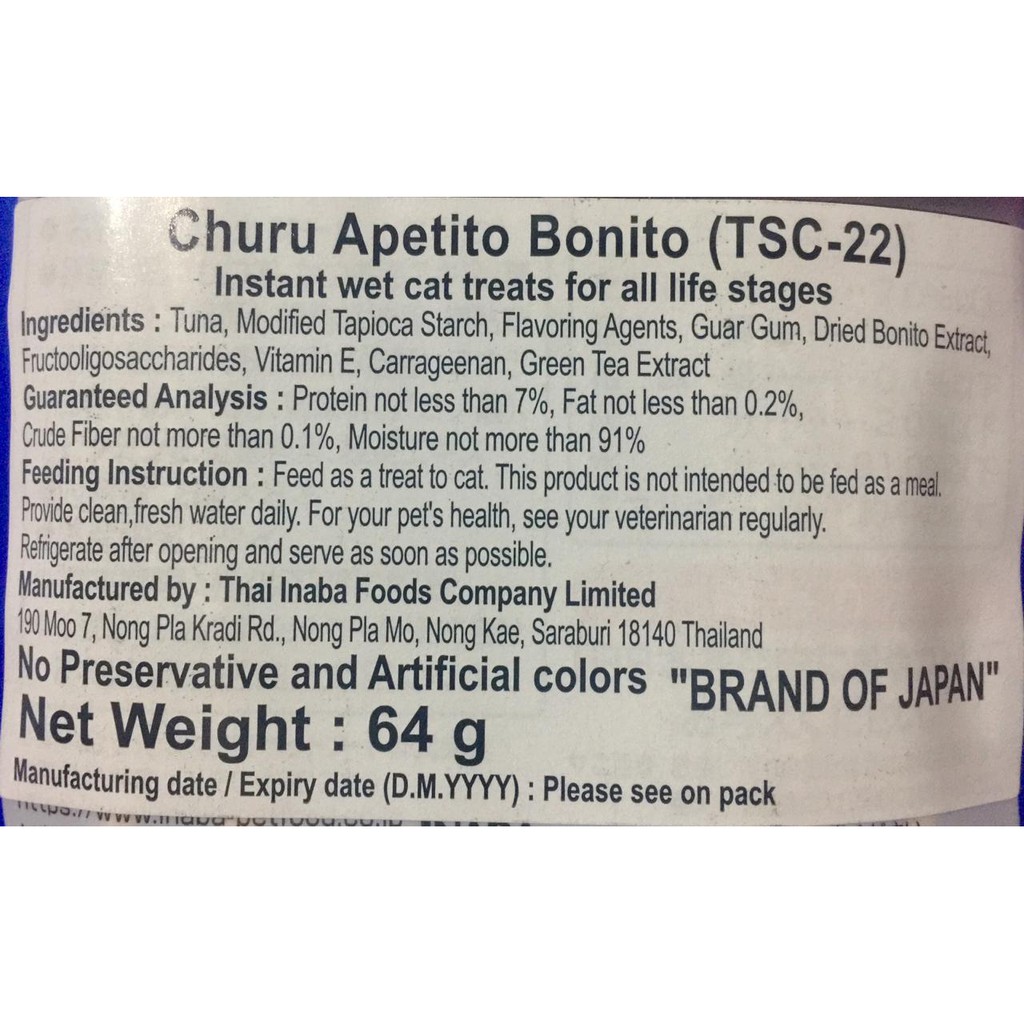 Churu Apetito Bonito (TSC-22)
Instant wet cat treats for all life stages
Ingredients : Tuna, Modified Tapioca Starch, Flavoring Agents, Guar Gum, Dried Bonito Extract,
Fructooligosaccharides, Vitamin E, Carrageenan, Green Tea Extract
Guaranteed Analysis : Protein not less than 7%, Fat not less than 0.2%,
Crude Fiber not more than 0.1%, Moisture not more than 91%
Feeding Instruction : Feed as a treat to cat. This product is not intended to be fed as a meal.
Provide clean,fresh water daily. For your pet's health, see your veterinarian regularly.
Refrigerate after opening and serve as soon as possible.
Manufactured by : Thai Inaba Foods Company Limited
190 Moo 7, Nong Pla Kradi Rd., Nong Pla Mo, Nong Kae, Saraburi 18140 Thailand
No Preservative and Artificial colors "BRAND OF JAPAN"
Net Weight : 64 g
Manufacturing date / Expiry date (D.M.YYYY) : Please see on pack